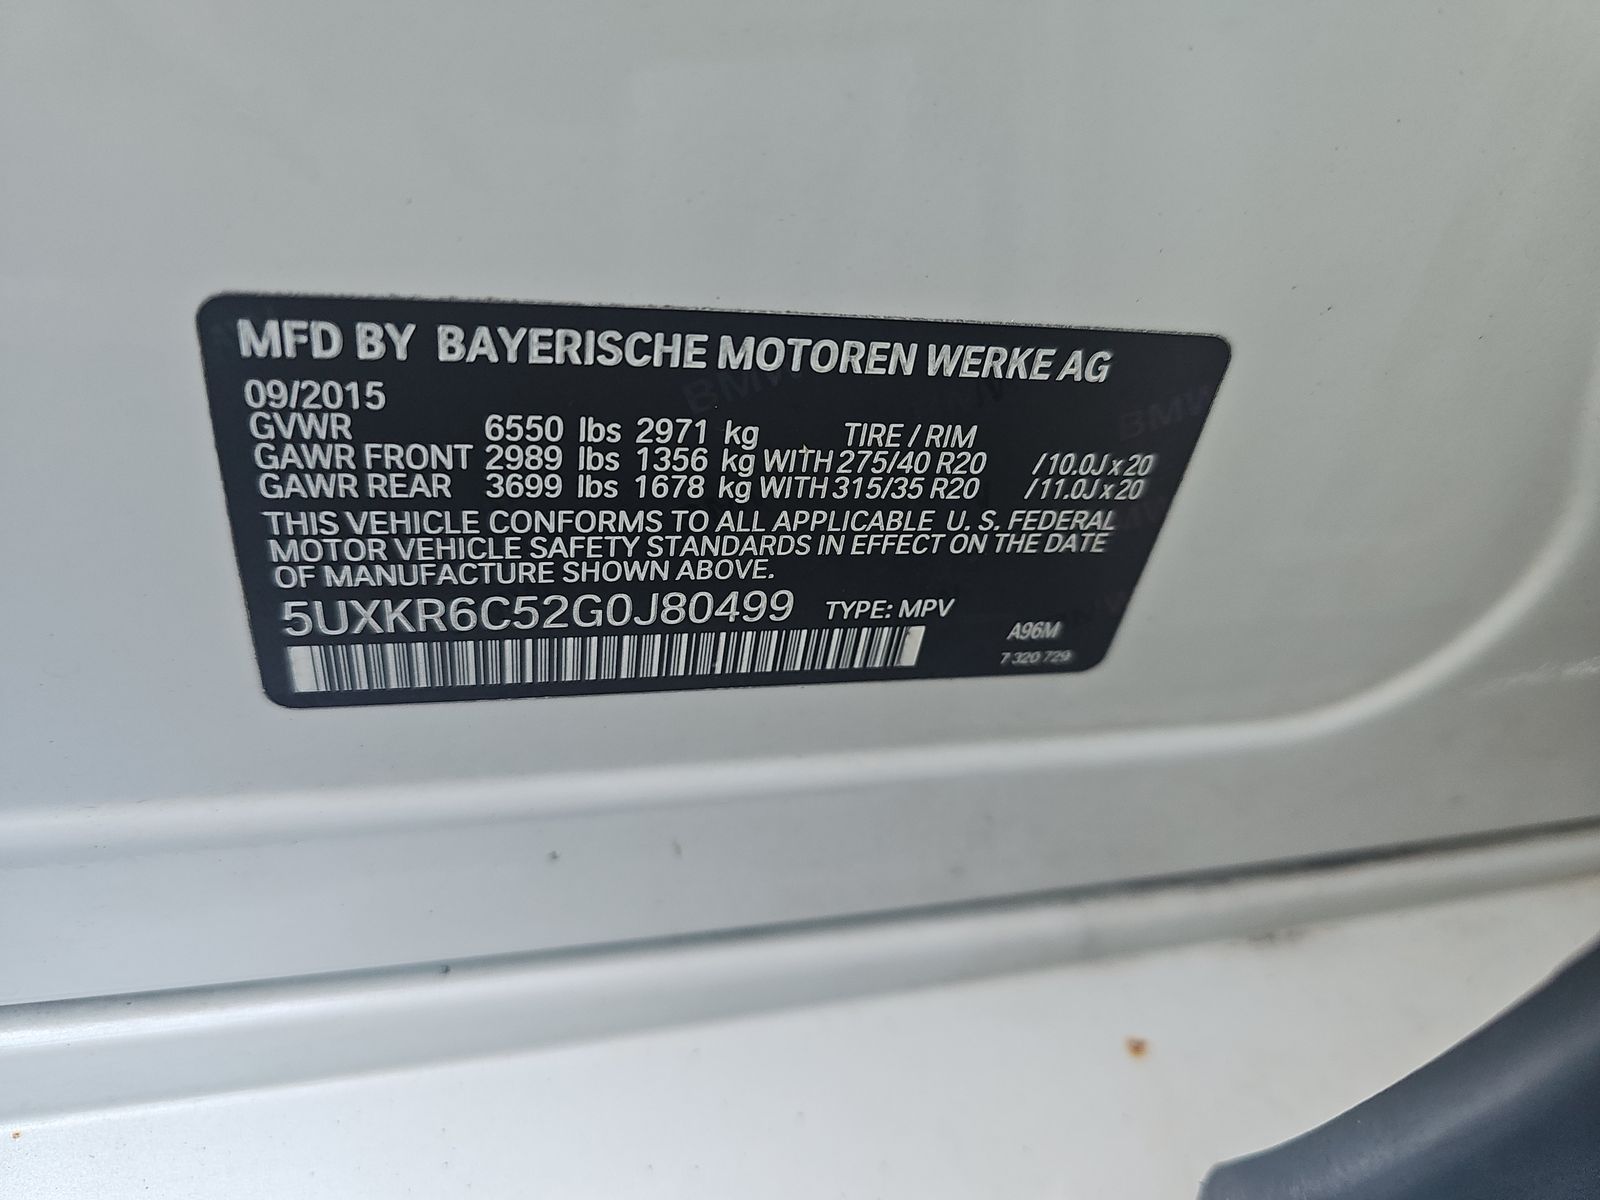 MFD BY BAYERISCHE MOTOREN WERKE AG
09/2015
GVWR 6550 lbs 2971 kg TIRE / RIM
GAWR FRONT 2989 lbs 1356 kg WITH 275/40 R20 / 10.0J x 20
GAWR REAR 3699 lbs 1678 kg WITH 315/35 R20 / 11.0J x 20
THIS VEHICLE CONFORMS TO ALL APPLICABLE U. S. FEDERAL
MOTOR VEHICLE SAFETY STANDARDS IN EFFECT ON THE DATE
OF MANUFACTURE SHOWN ABOVE.
5UXKR6C52G0J80499 TYPE: MPV
A96M
7 320 729